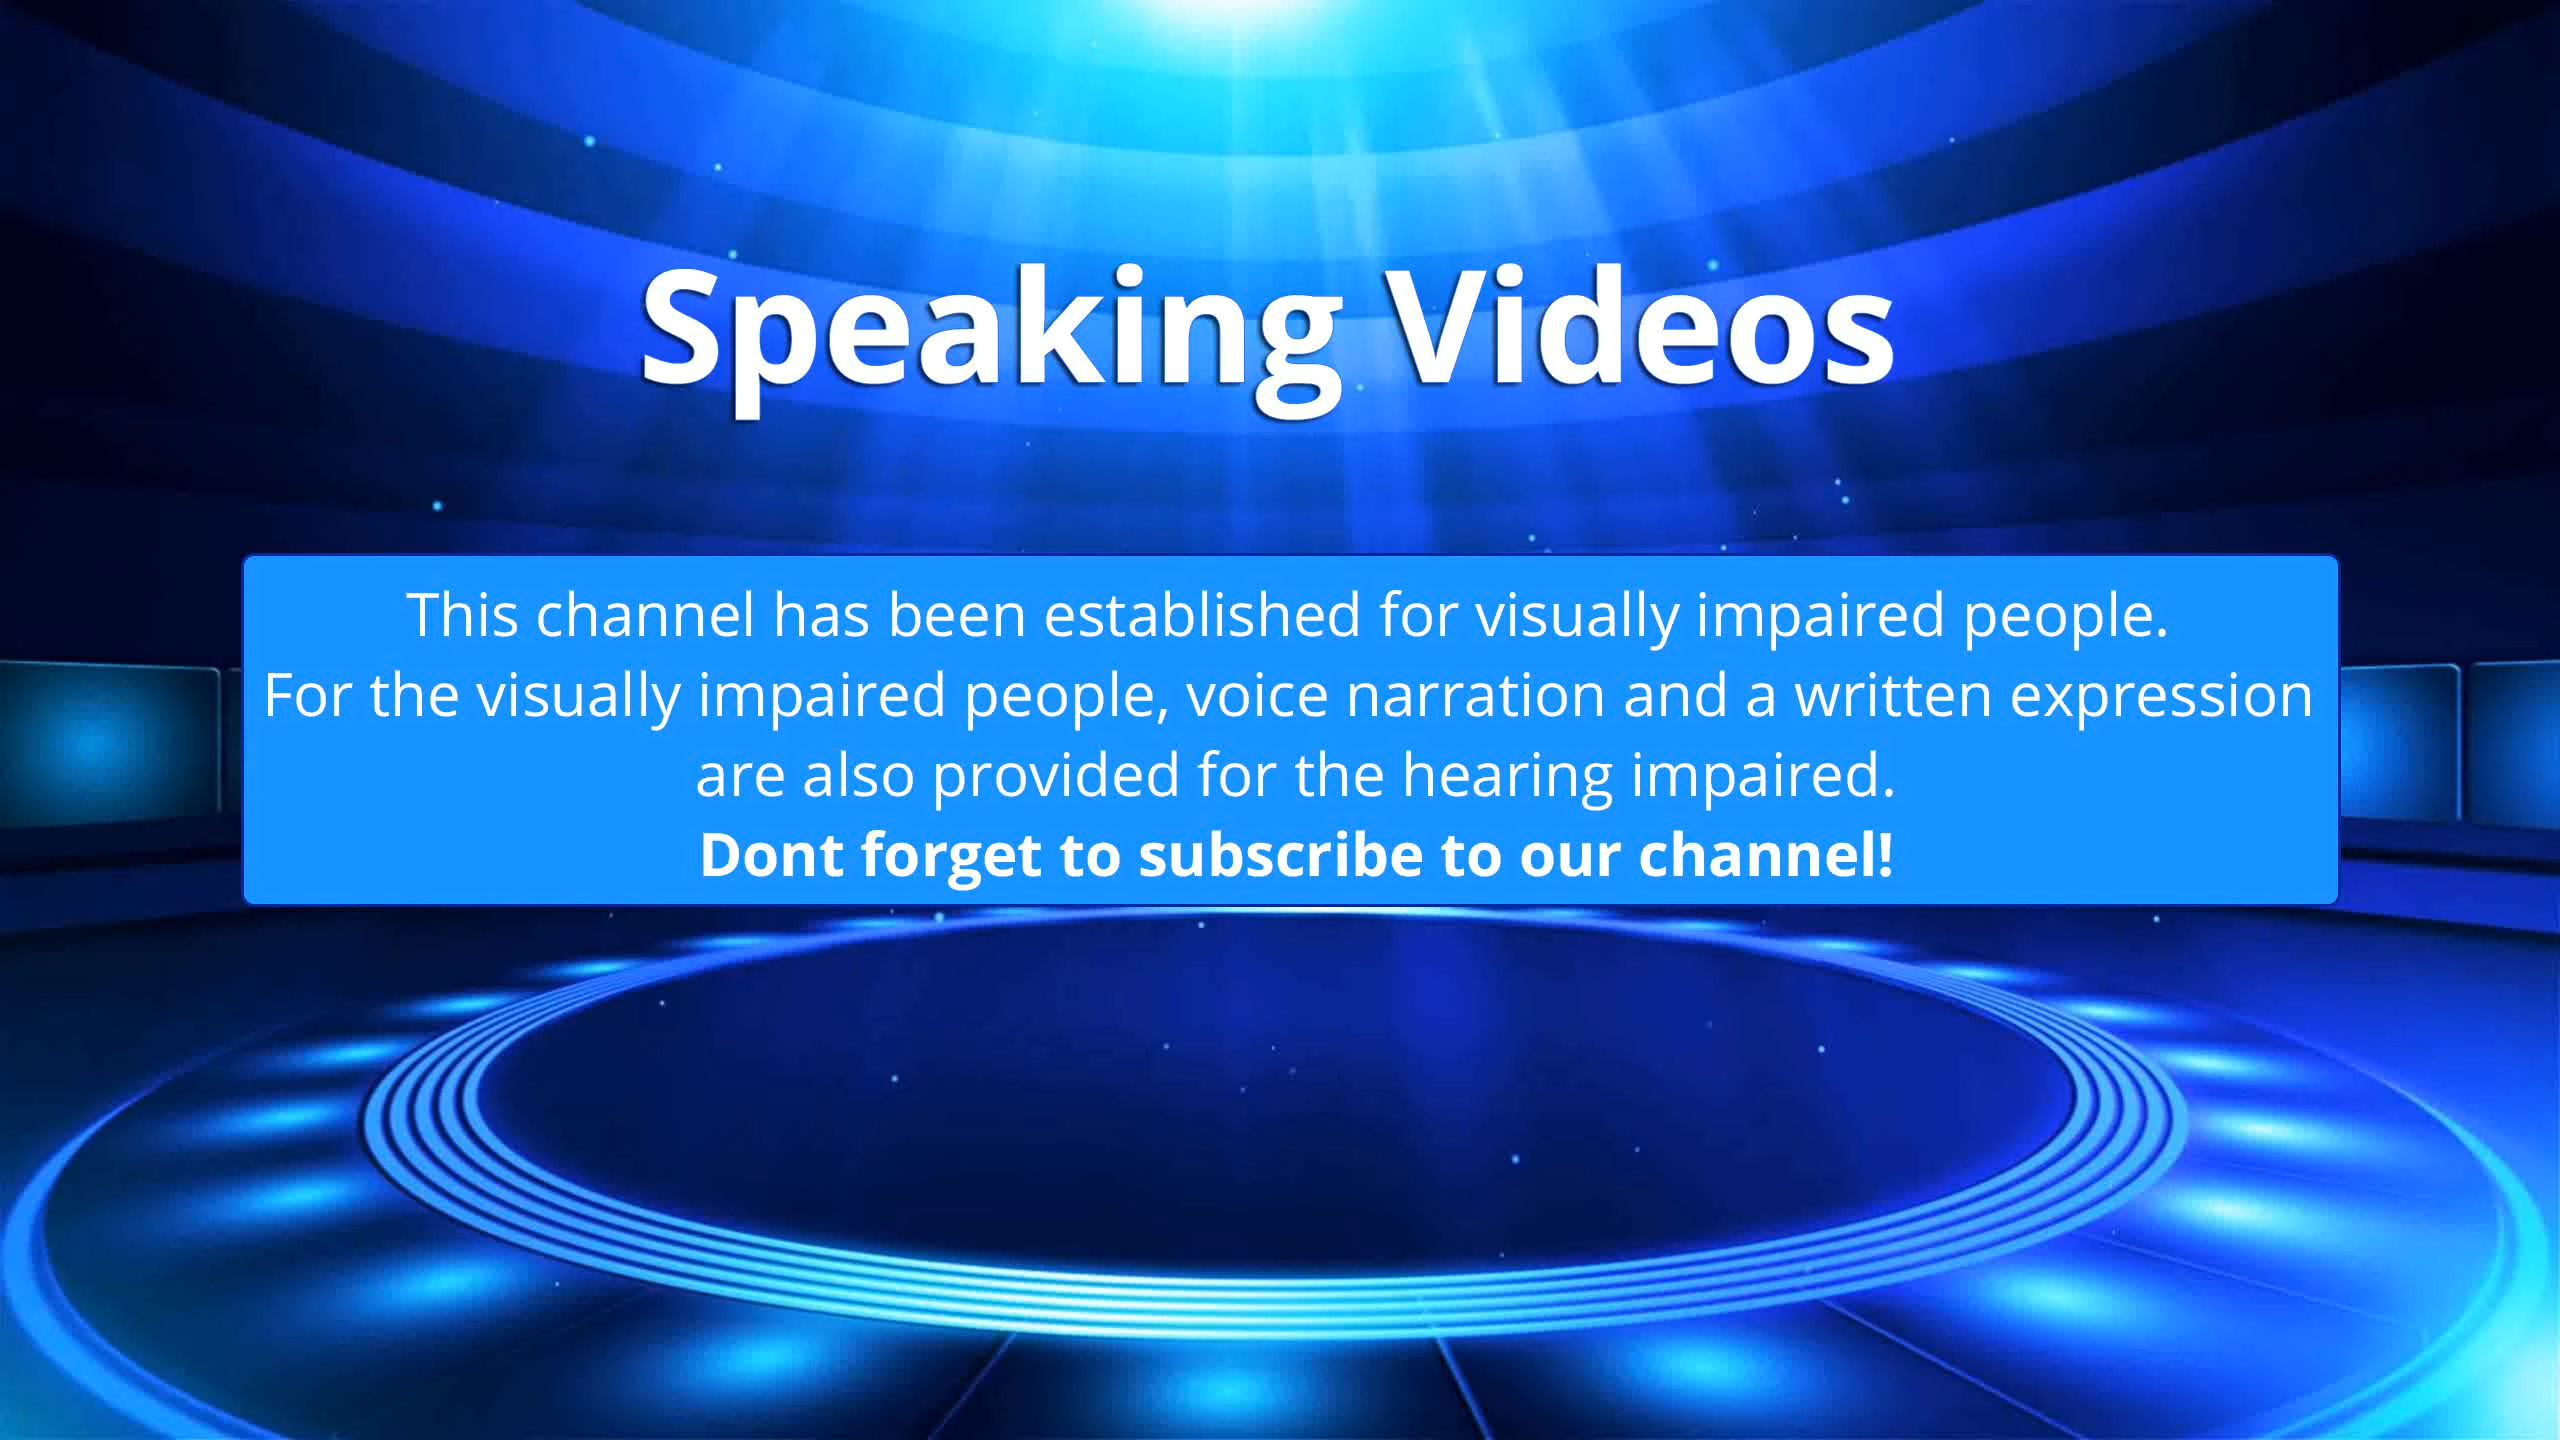 Speaking Videos
This channel has been established for visually impaired people.
For the visually impaired people, voice narration and a written expression
are also provided for the hearing impaired.
Dont forget to subscribe to our channel!